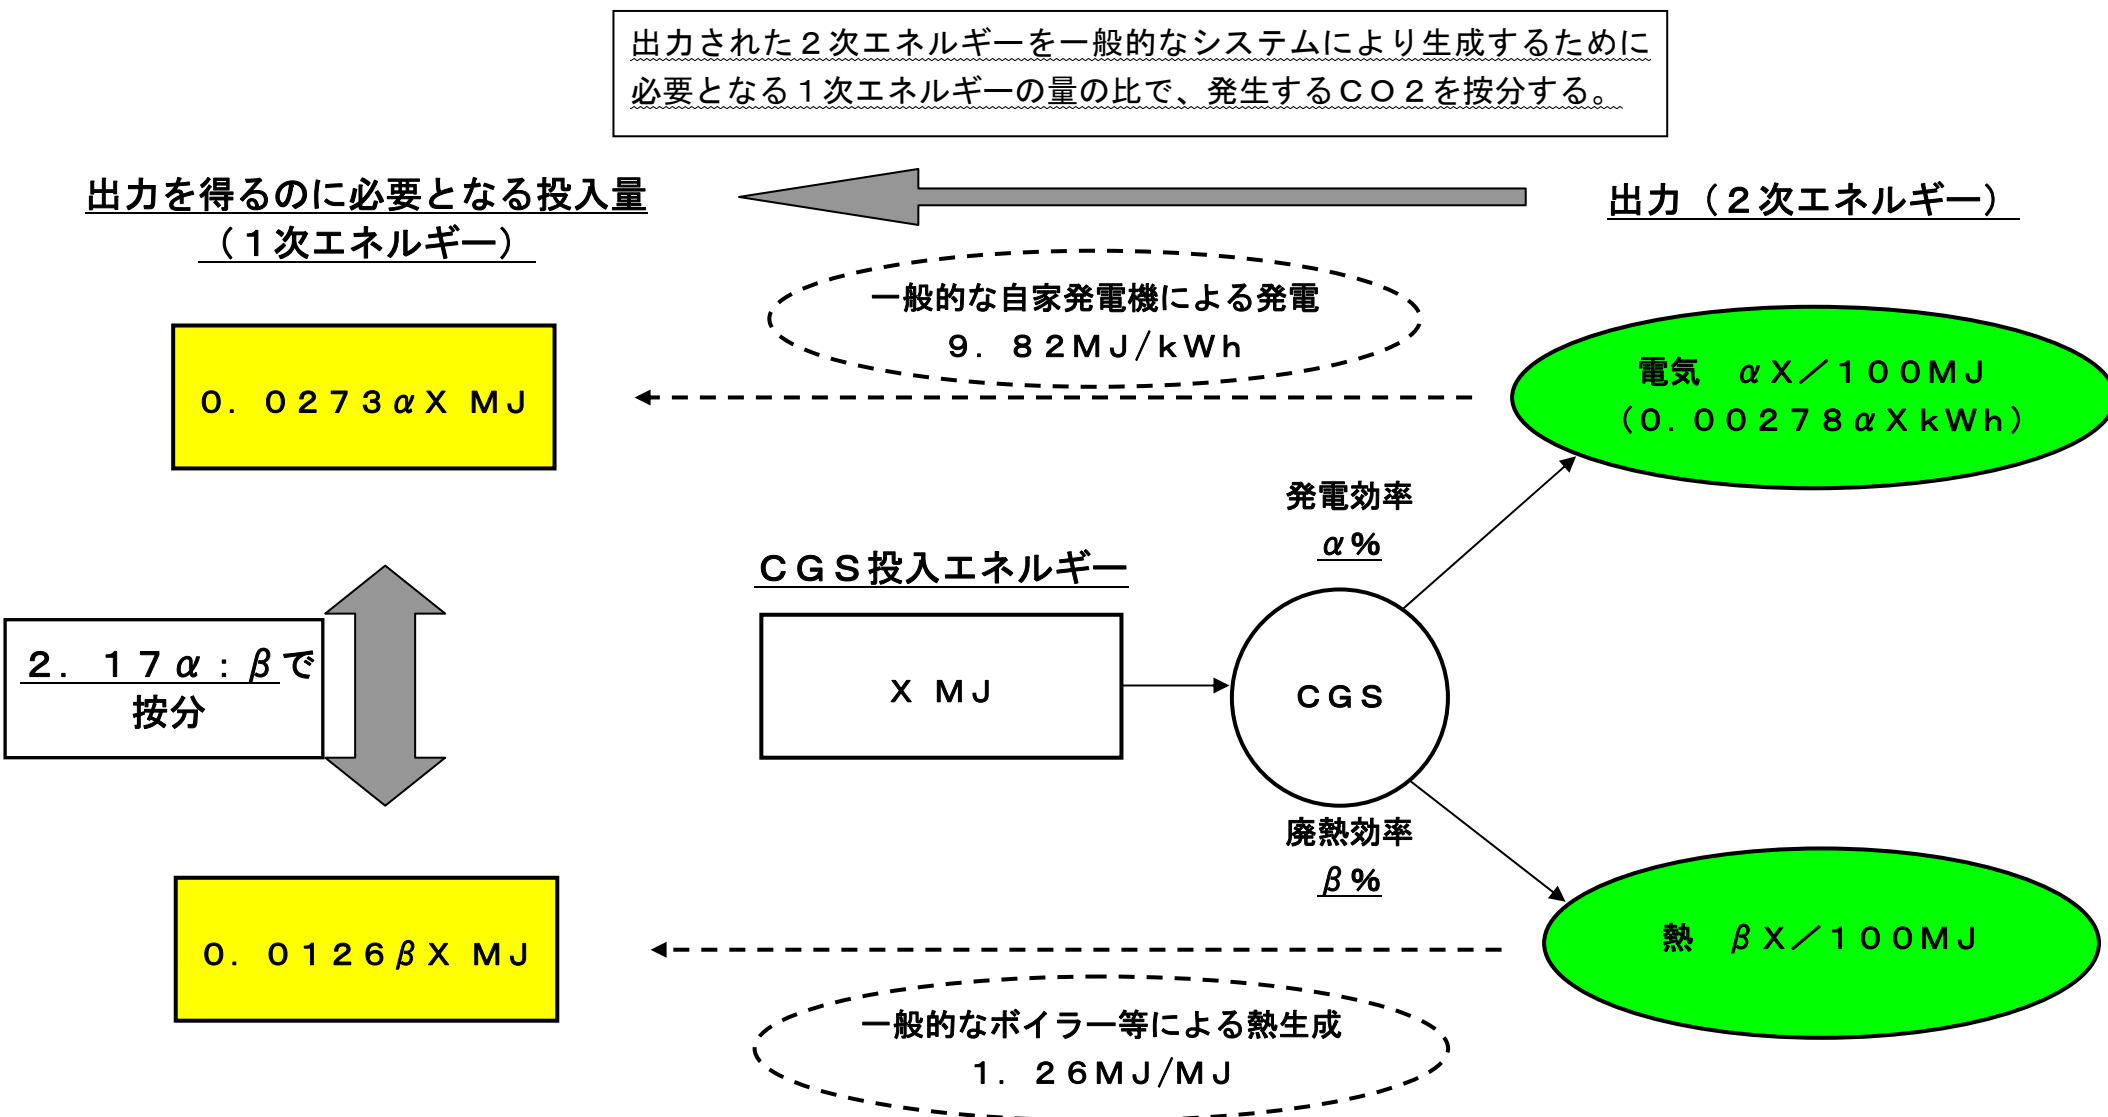 出力された２次エネルギーを一般的なシステムにより生成するために
必要となる１次エネルギーの量の比で、発生するＣＯ２を按分する。
出力を得るのに必要となる投入量
（１次エネルギー）
出力（２次エネルギー）
一般的な自家発電機による発電
９．８２ＭＪ/ｋＷｈ
０．０２７３αＸ ＭＪ
電気　αＸ／１００ＭＪ
（０．００２７８αＸｋＷｈ）
発電効率
α％
ＣＧＳ投入エネルギー
２．１７α：βで
按分
Ｘ ＭＪ
ＣＧＳ
廃熱効率
β％
０．０１２６βＸ ＭＪ
熱　βＸ／１００ＭＪ
一般的なボイラー等による熱生成
１．２６ＭＪ/ＭＪ